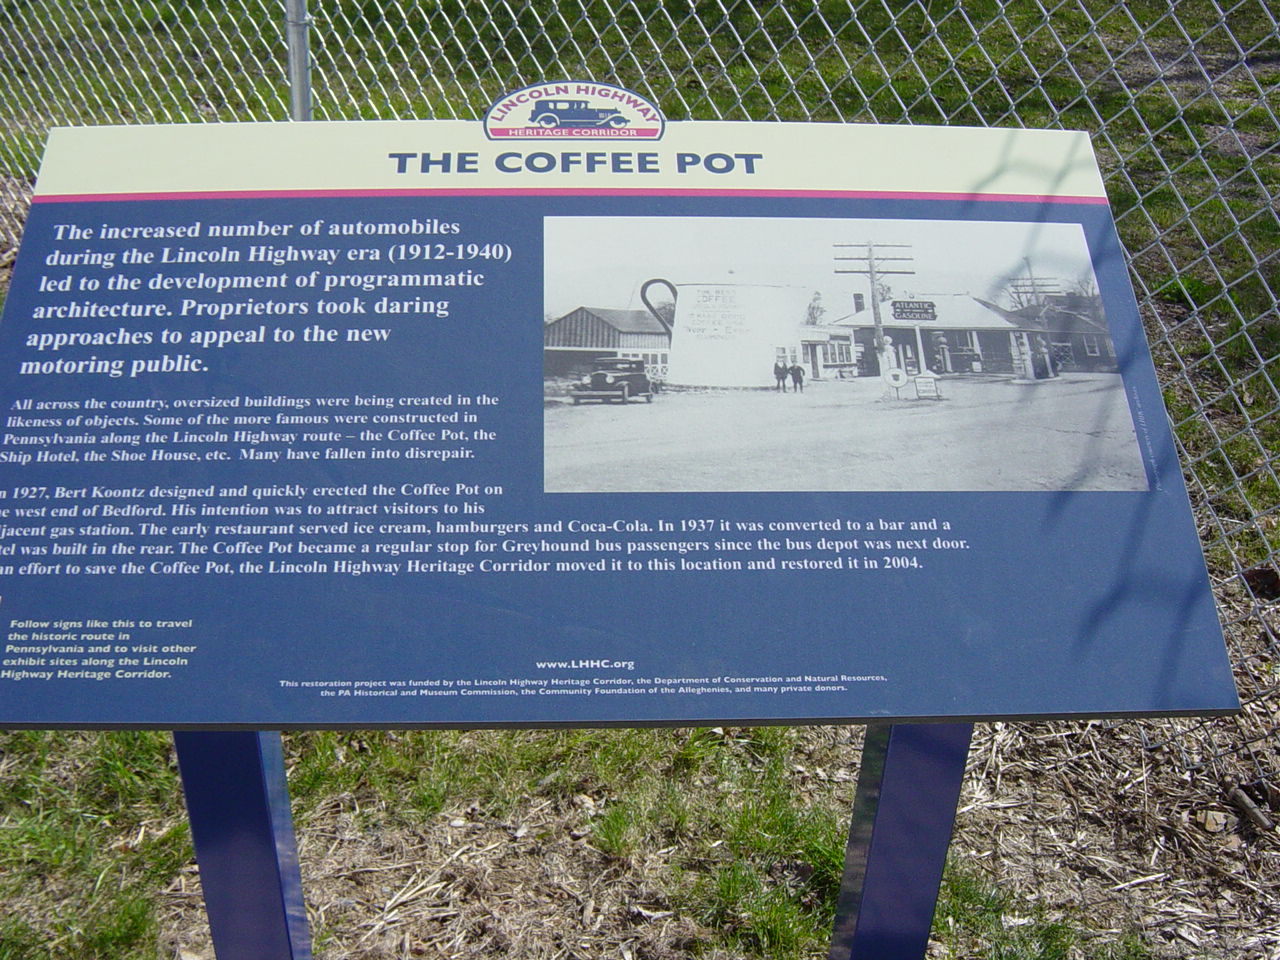 LINCOLN HIGHWAY
HERITAGE CORRIDOR
THE COFFEE POT
The increased number of automobiles
during the Lincoln Highway era (1912-1940)
led to the development of programmatic
architecture. Proprietors took daring
approaches to appeal to the new
motoring public.
All across the country, oversized buildings were being created in the
likeness of objects. Some of the more famous were constructed in
Pennsylvania along the Lincoln Highway route – the Coffee Pot, the
Ship Hotel, the Shoe House, etc. Many have fallen into disrepair.
n 1927, Bert Koontz designed and quickly erected the Coffee Pot on
e west end of Bedford. His intention was to attract visitors to his
jacent gas station. The early restaurant served ice cream, hamburgers and Coca-Cola. In 1937 it was converted to a bar and a
tel was built in the rear. The Coffee Pot became a regular stop for Greyhound bus passengers since the bus depot was next door.
an effort to save the Coffee Pot, the Lincoln Highway Heritage Corridor moved it to this location and restored it in 2004.
ATLANTIC
GASOLINE
THE BEST
COFFEE
Follow signs like this to travel
the historic route in
Pennsylvania and to visit other
exhibit sites along the Lincoln
Highway Heritage Corridor.
www.LHHC.org
This restoration project was funded by the Lincoln Highway Heritage Corridor, the Department of Conservation and Natural Resources,
the PA Historical and Museum Commission, the Community Foundation of the Alleghenies, and many private donors.